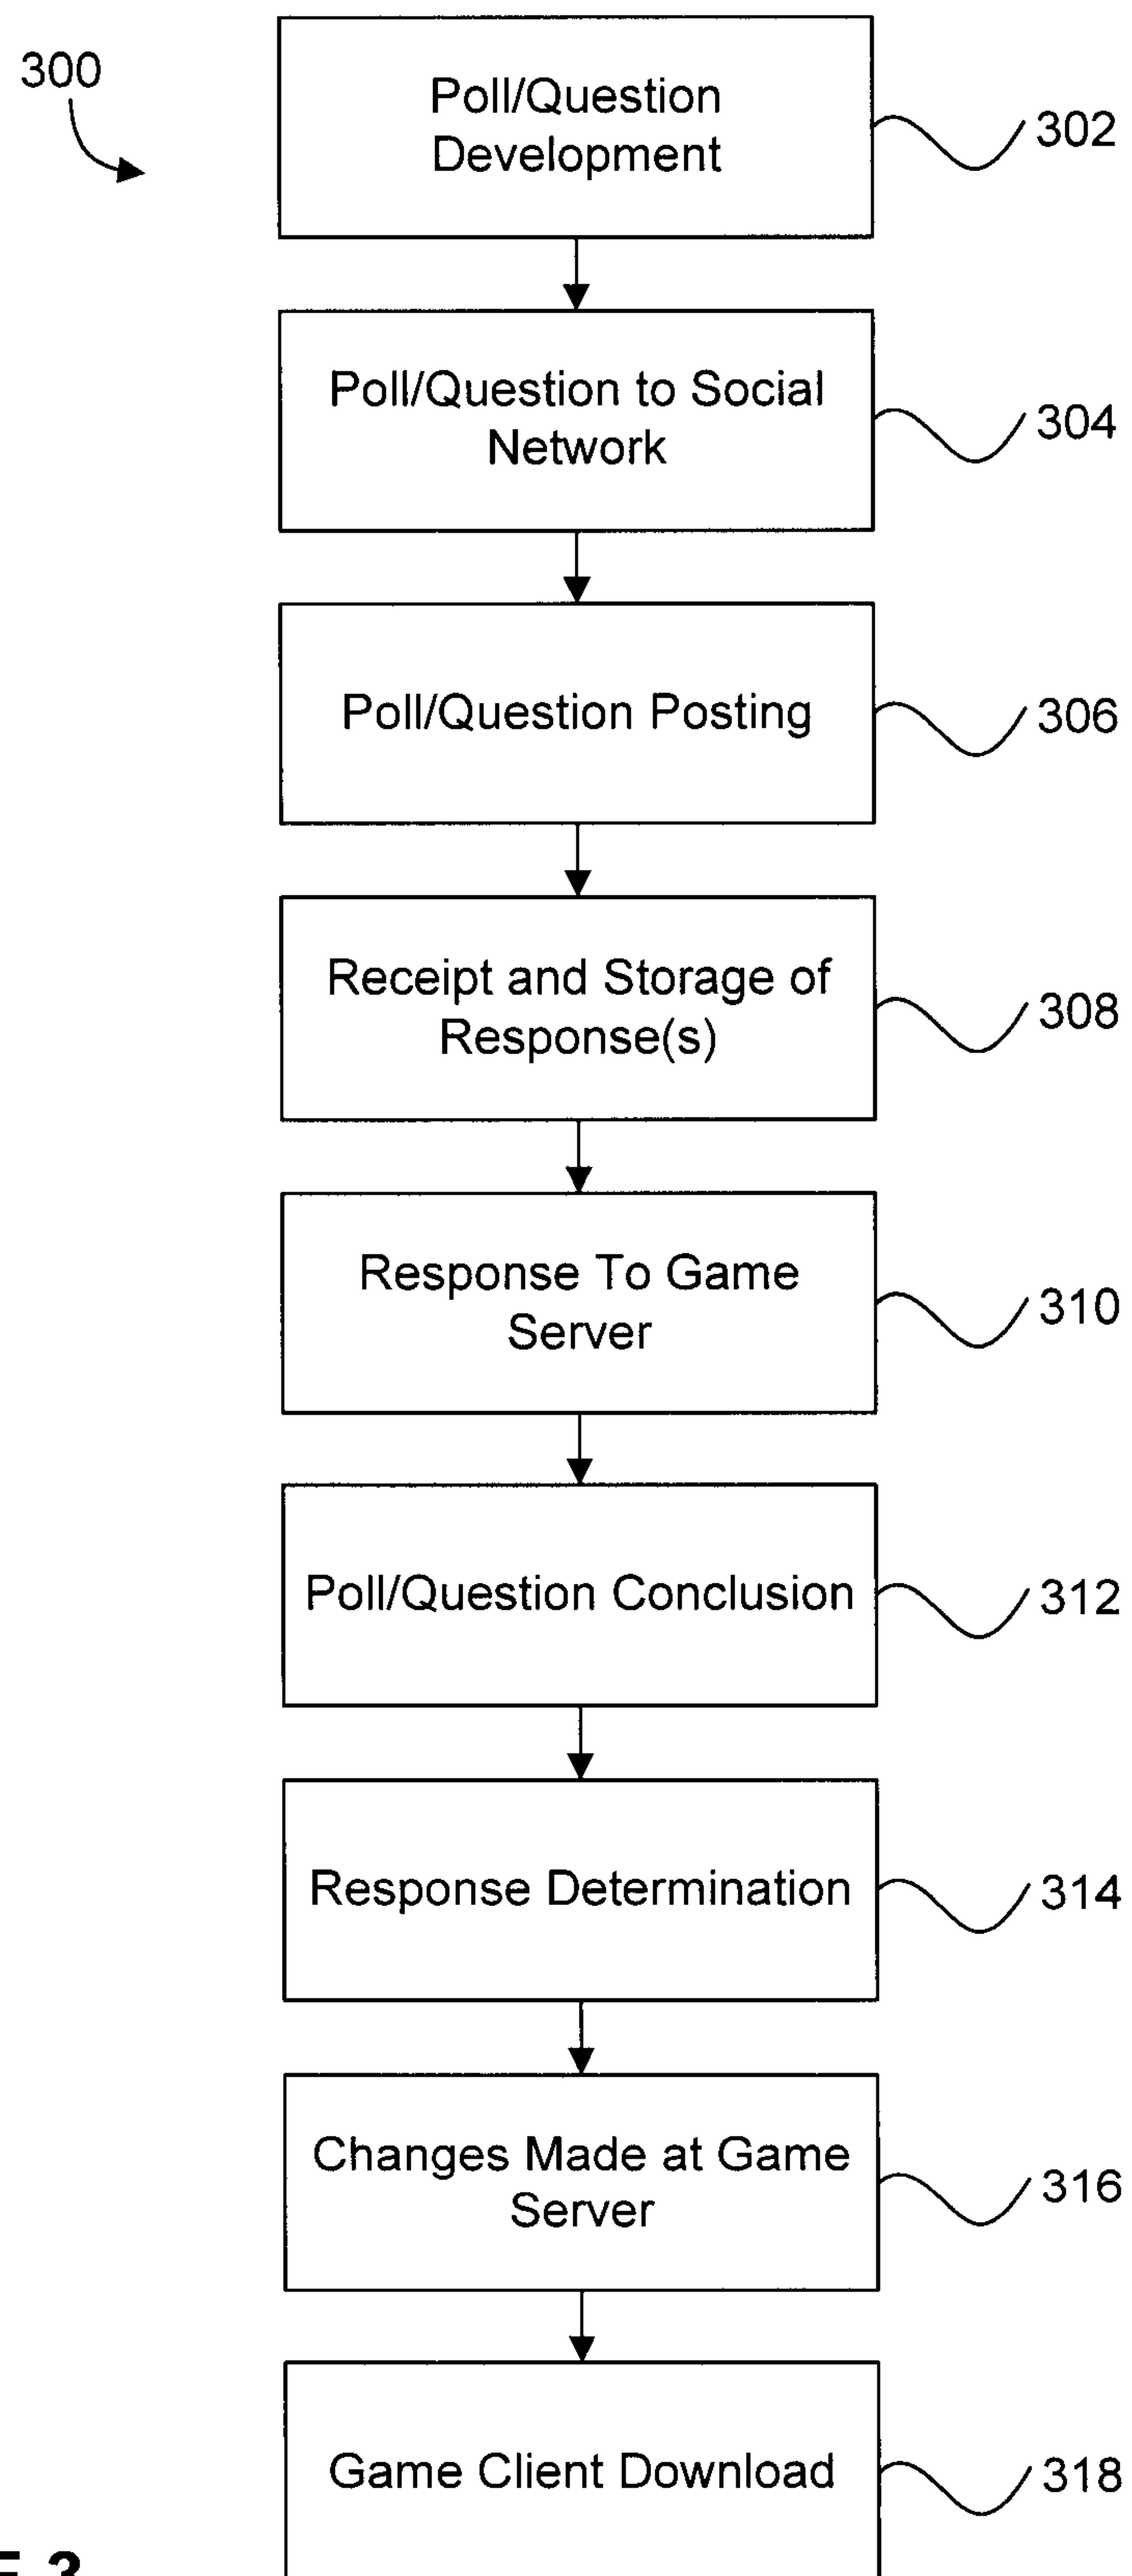 300
Poll/Question
Development
302
Poll/Question to Social
Network
304
Poll/Question Posting
306
Receipt and Storage of
Response(s)
308
Response To Game
Server
310
Poll/Question Conclusion
312
Response Determination
314
Changes Made at Game
Server
316
Game Client Download
318
3